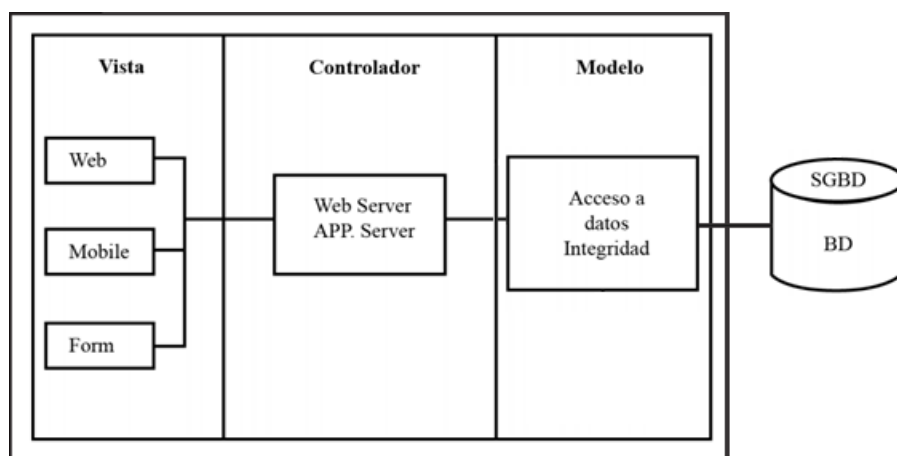 Vista
Controlador
Modelo
Web
Mobile
Form
Web Server
APP. Server
Acceso a
datos
Integridad
SGBD
BD